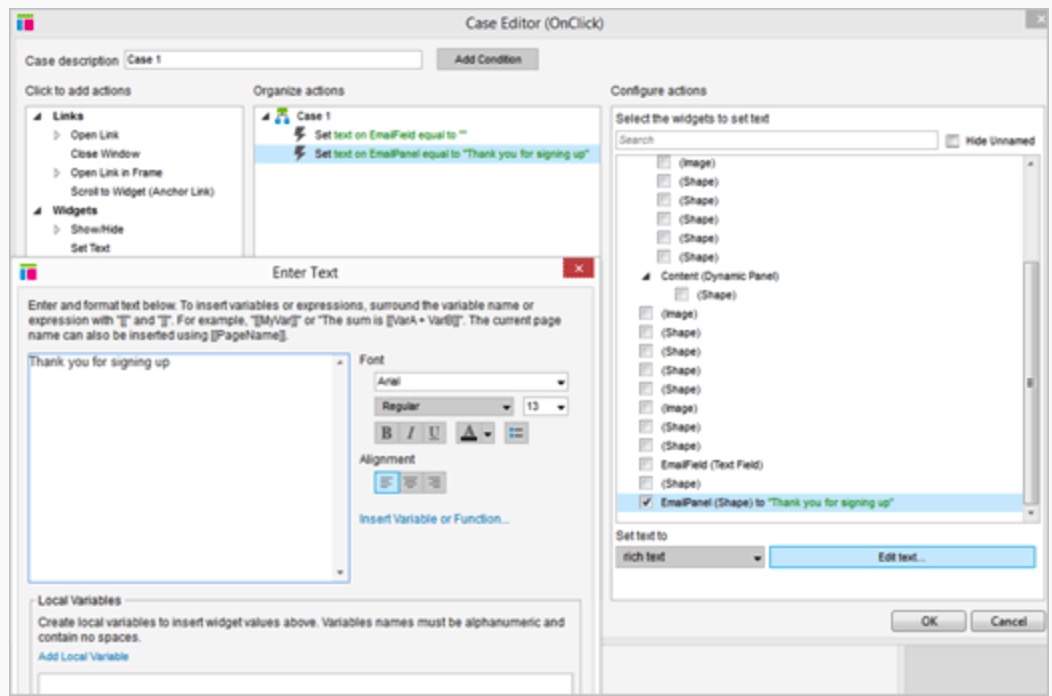 Case Editor (OnClick)
Case description Case 1 Add Condition
Click to add actions
Links
Open Link
Close Window
Open Link in Frame
Scroll to Widget (Anchor Link)
Widgets
Show/Hide
Set Text
Organize actions
Case 1
Set text on EmailField equal to ""
Set text on EmailPanel equal to "Thank you for signing up"
Configure actions
Select the widgets to set text
Search Hide Unnamed
(Image)
(Shape)
(Shape)
(Shape)
(Shape)
(Shape)
Content (Dynamic Panel)
(Shape)
(Image)
(Shape)
(Shape)
(Shape)
(Shape)
(Image)
(Shape)
(Shape)
EmailField (Text Field)
(Shape)
EmailPanel (Shape) to "Thank you for signing up"
Set text to
rich text Edit text...
OK Cancel
Enter Text
Enter and format text below. To insert variables or expressions, surround the variable name or
expression with "[[" and "]]". For example, "[[MyVar]]" or "The sum is [[VarA + VarB]]". The current page
name can also be inserted using [[PageName]].
Thank you for signing up
Font
Arial
Regular 13
B I U A
Alignment
Insert Variable or Function...
Local Variables
Create local variables to insert widget values above. Variables names must be alphanumeric and
contain no spaces.
Add Local Variable